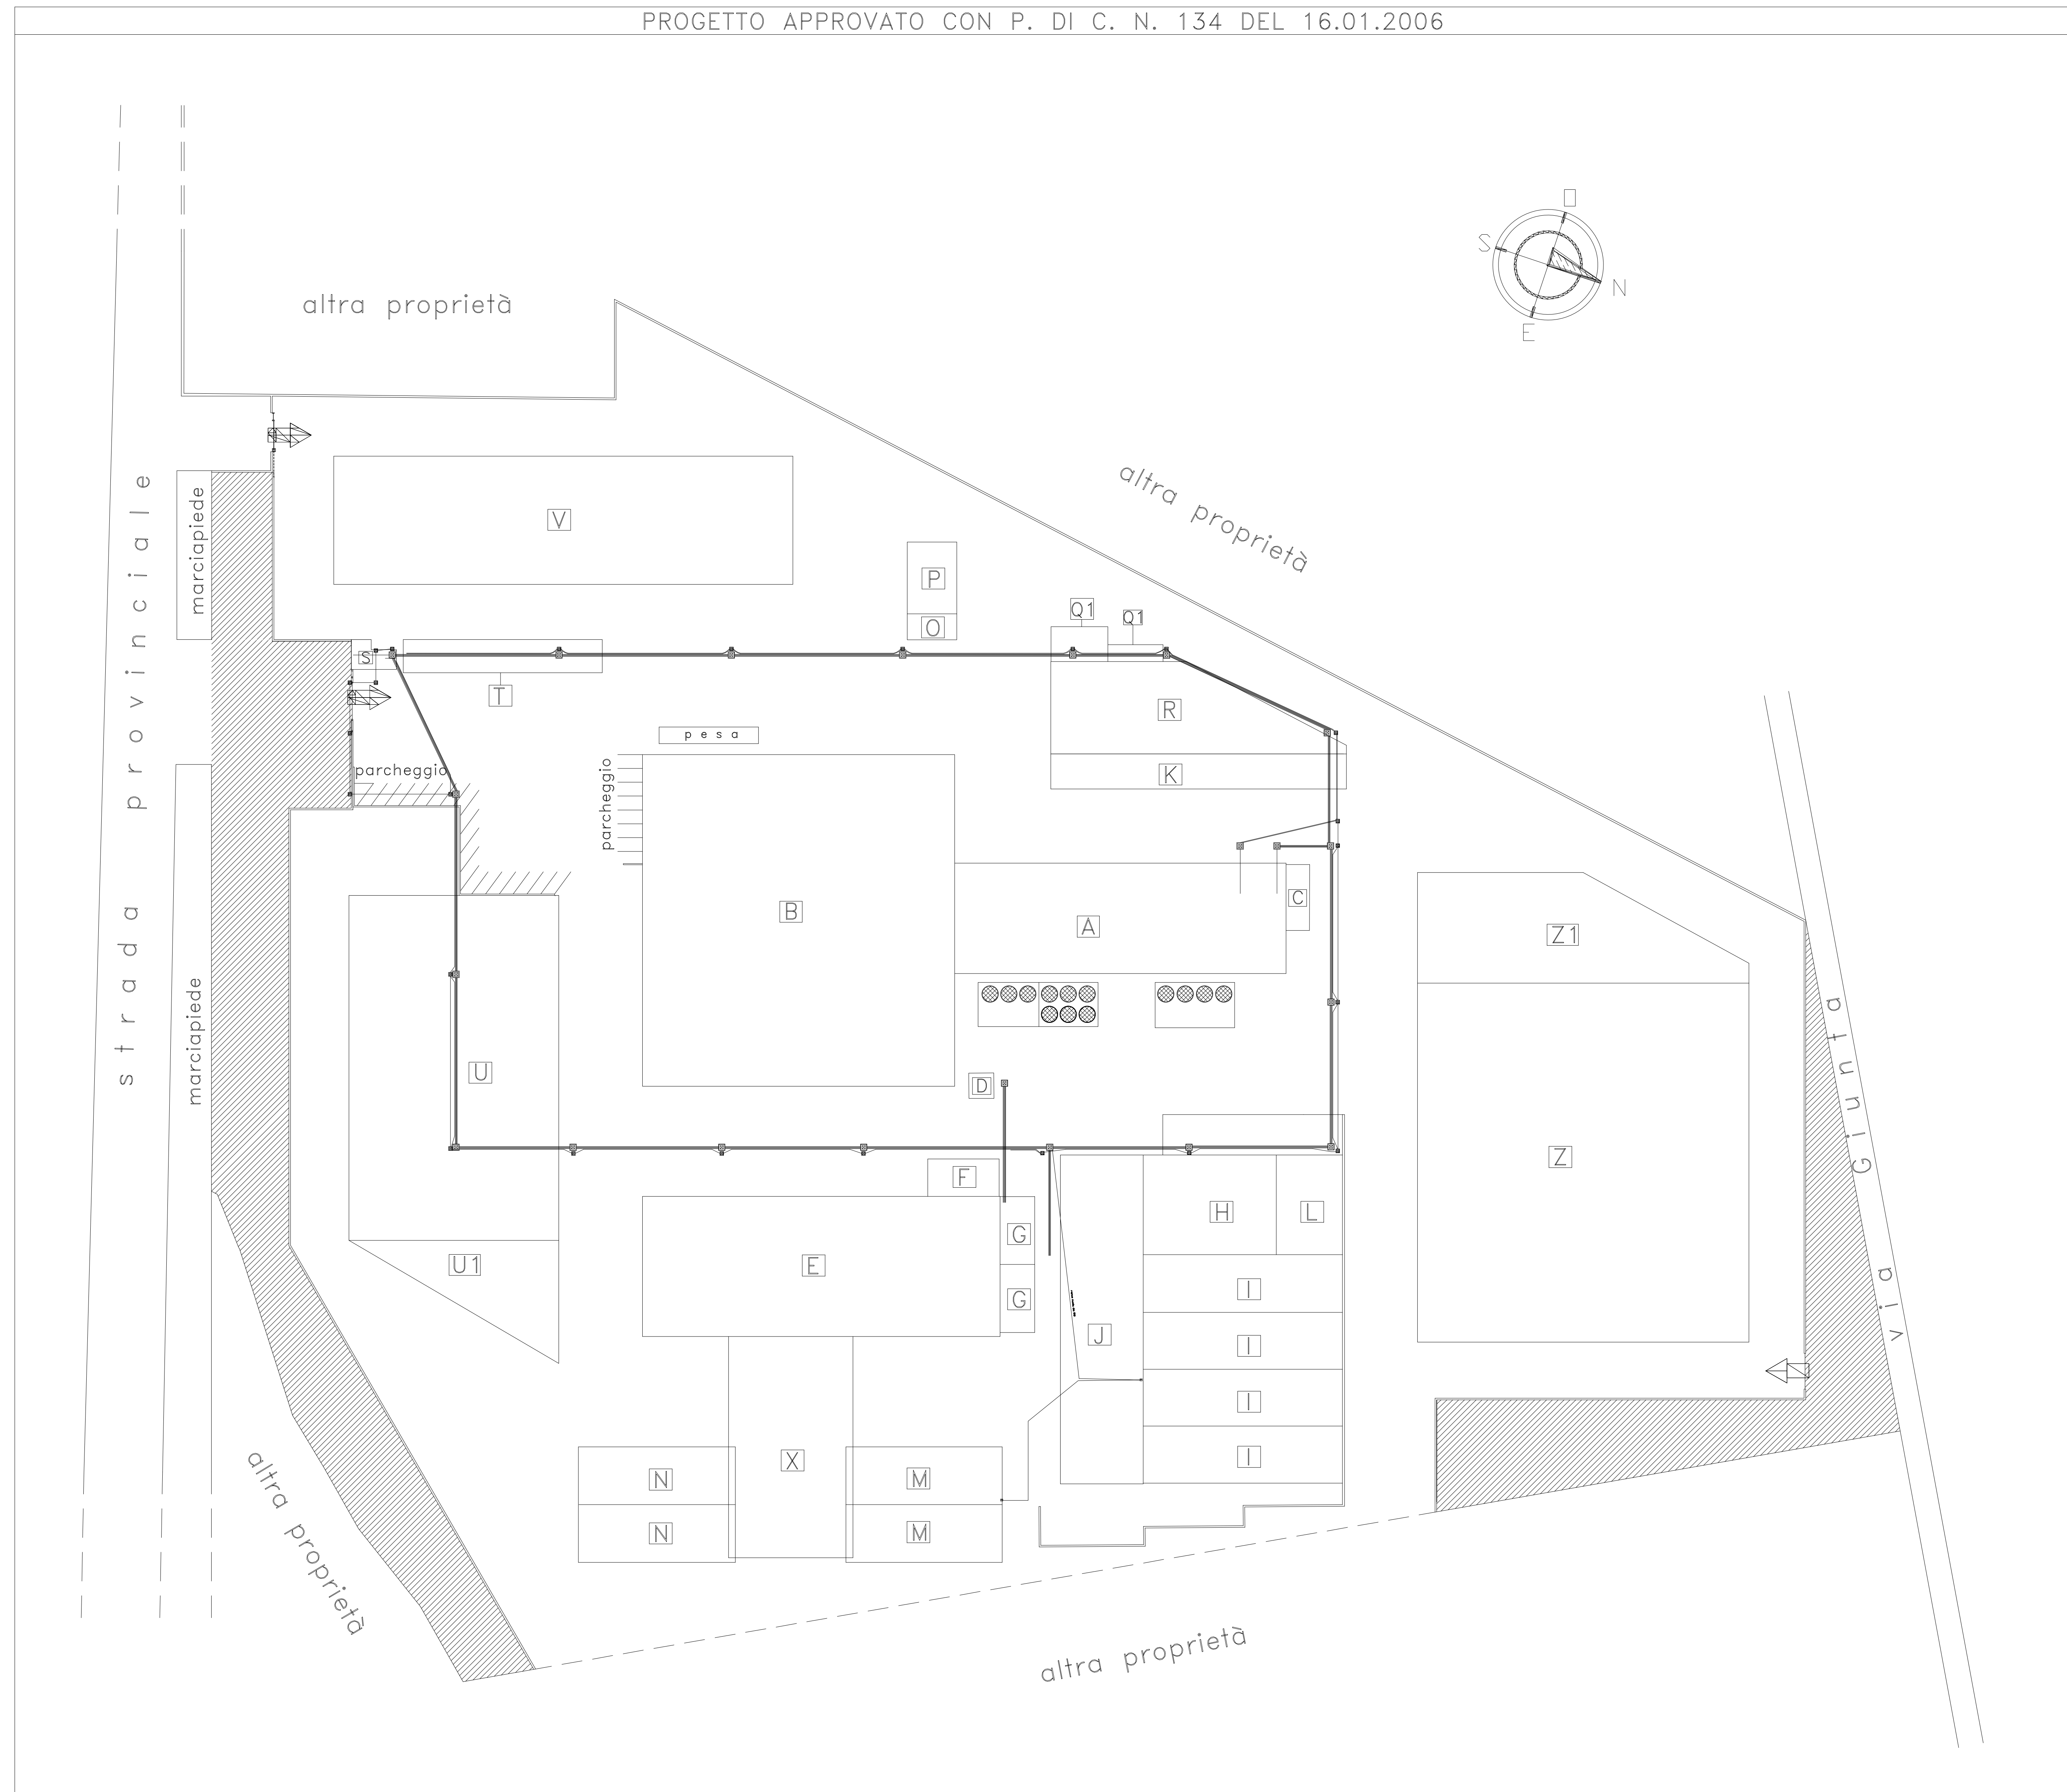 PROGETTO APPROVATO CON P. DI C. N. 134 DEL 16.01.2006
O
S
N
E
altra proprietà
altra proprietà
strada provinciale
marciapiede
V
P
O
Q1
Q1
S
T
R
pesa
K
parcheggio
parcheggio
B
A
C
Z1
marciapiede
U
D
via Giunta
Z
F
H
L
G
E
U1
G
I
J
I
I
X
I
N
M
N
M
altra proprietà
altra proprietà